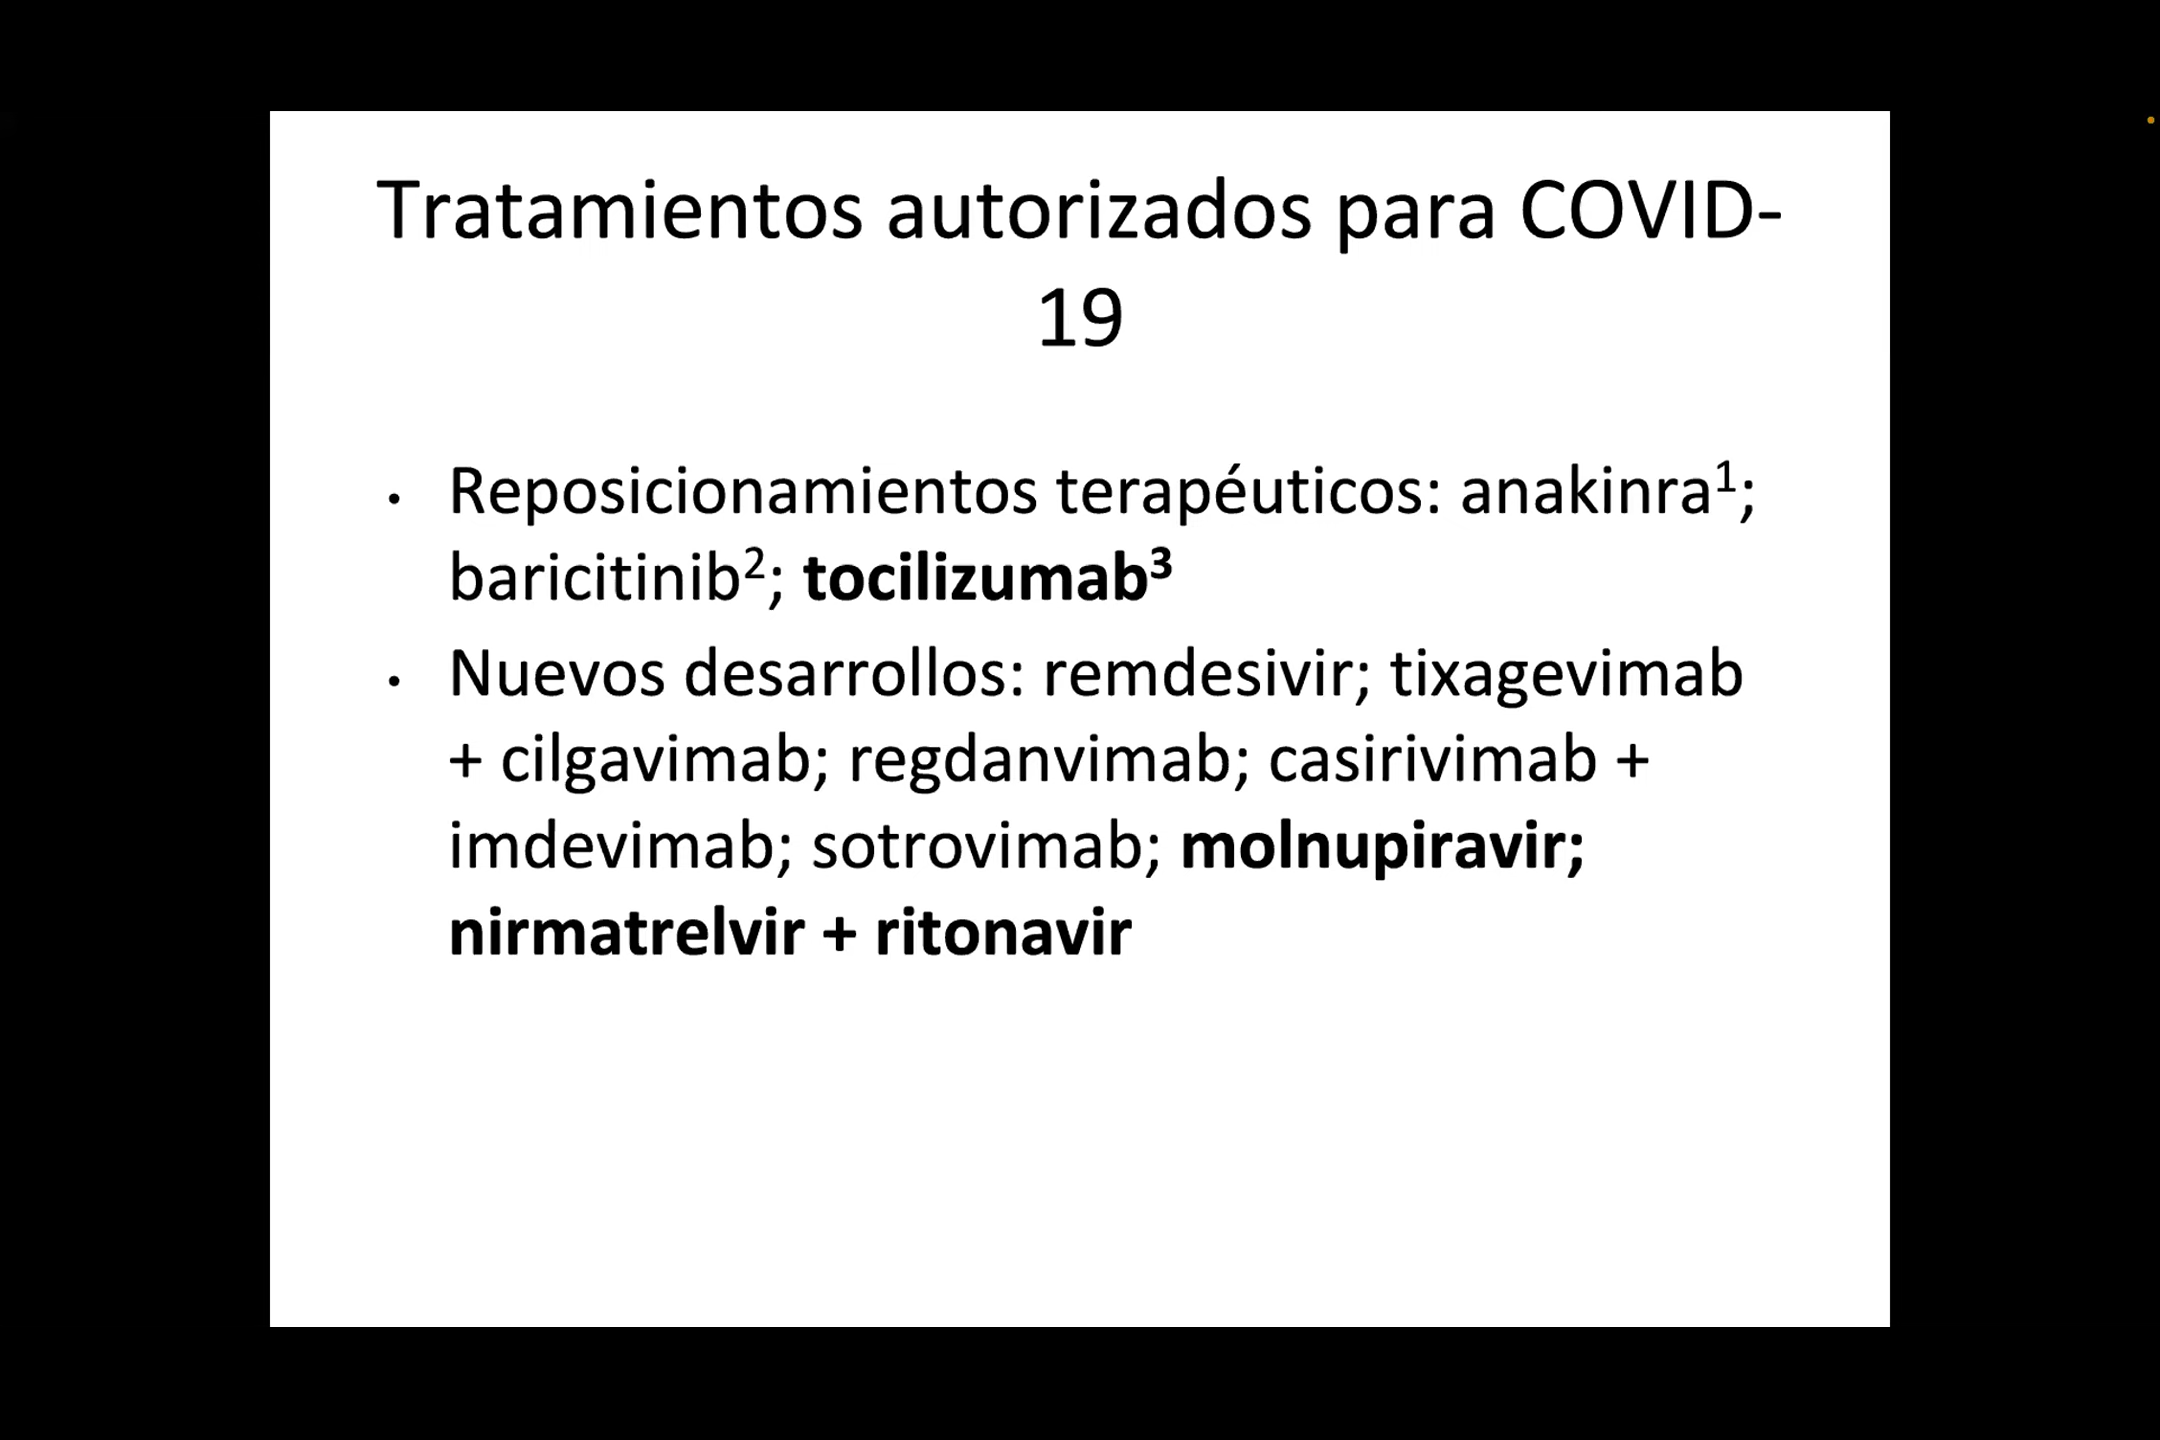 Tratamientos autorizados para COVID-
19
• Reposicionamientos terapéuticos: anakinra¹;
baricitinib²; tocilizumab³
• Nuevos desarrollos: remdesivir; tixagevimab
+ cilgavimab; regdanvimab; casirivimab +
imdevimab; sotrovimab; molnupiravir;
nirmatrelvir + ritonavir